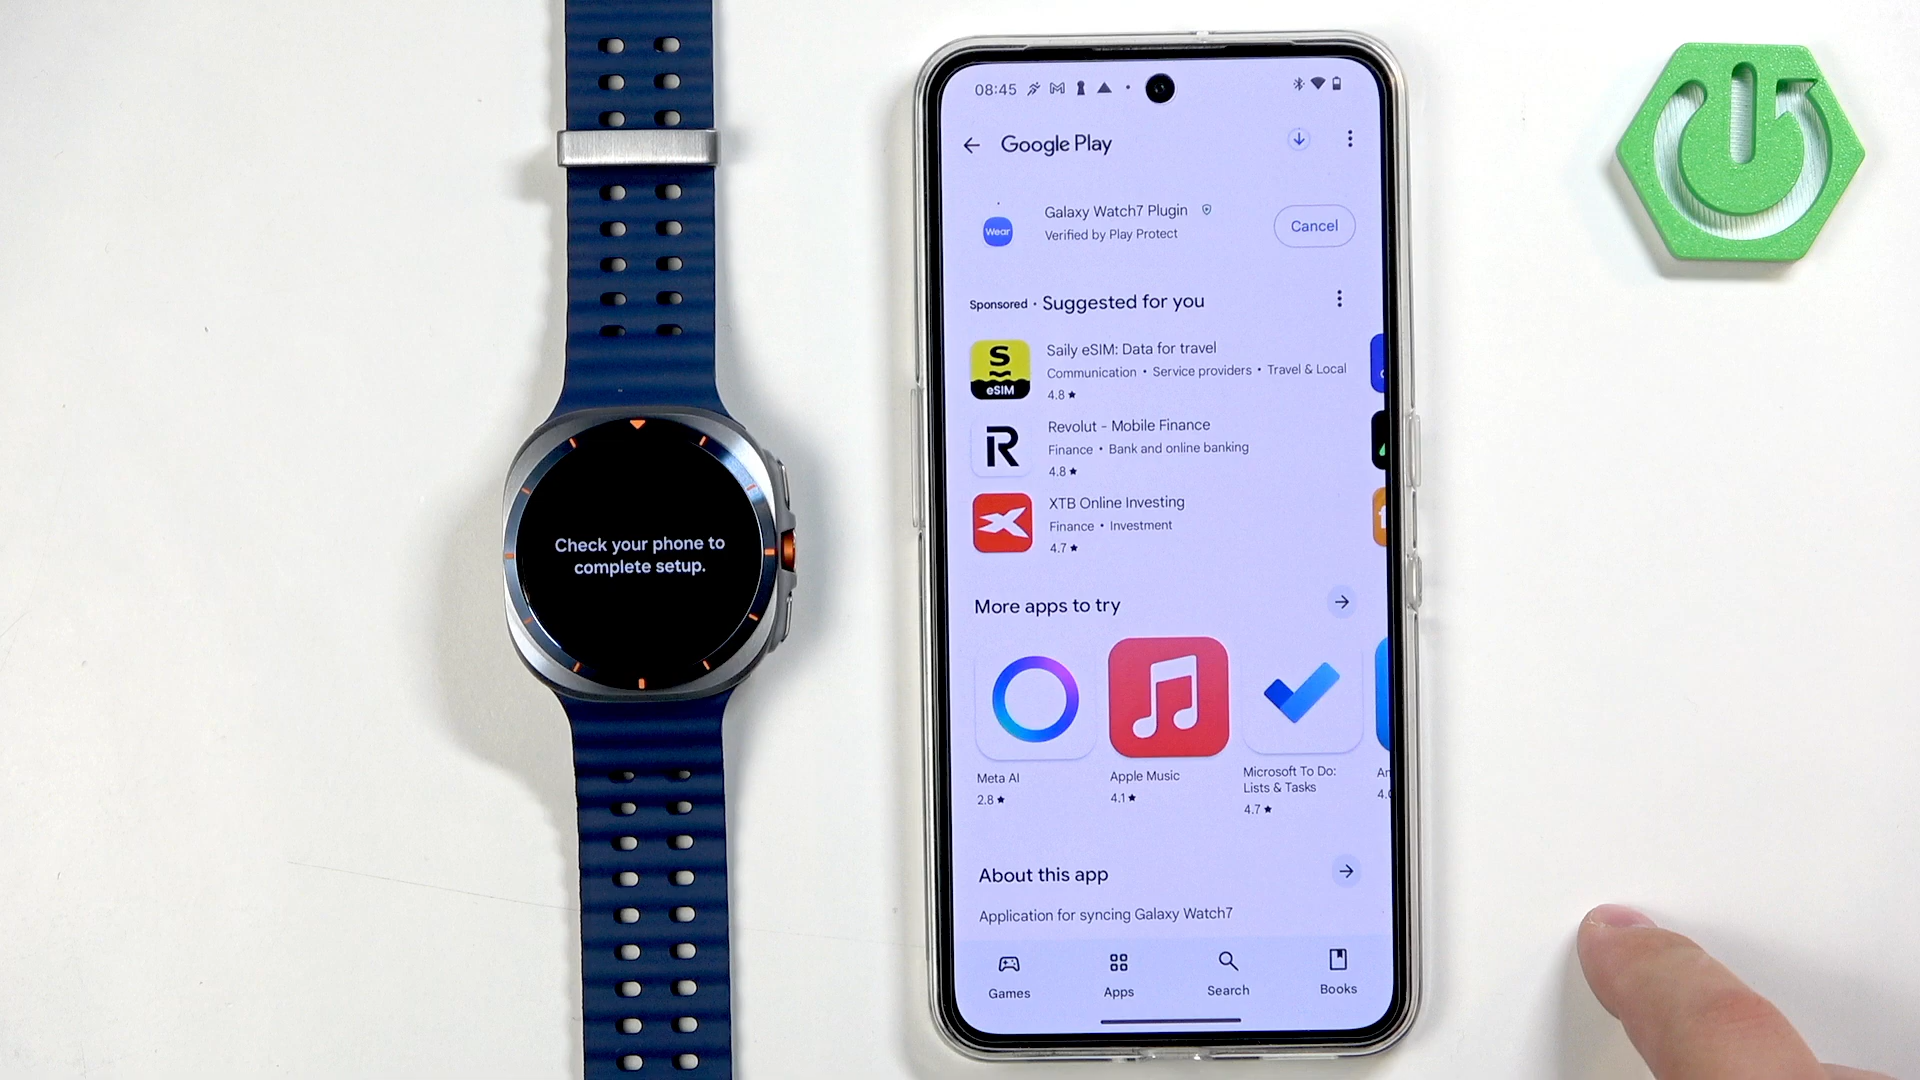 Check your phone to
complete setup.
08:45
Google Play
Galaxy Watch7 Plugin
Verified by Play Protect
Cancel
Wear
Sponsored • Suggested for you
Saily eSIM: Data for travel
Communication • Service providers • Travel & Local
4.8★
S
eSIM
Revolut - Mobile Finance
Finance • Bank and online banking
4.8★
R
XTB Online Investing
Finance • Investment
4.7★
More apps to try
Meta AI
2.8★
Apple Music
4.1★
Microsoft To Do:
Lists & Tasks
4.7★
About this app
Application for syncing Galaxy Watch7
Games
Apps
Search
Books